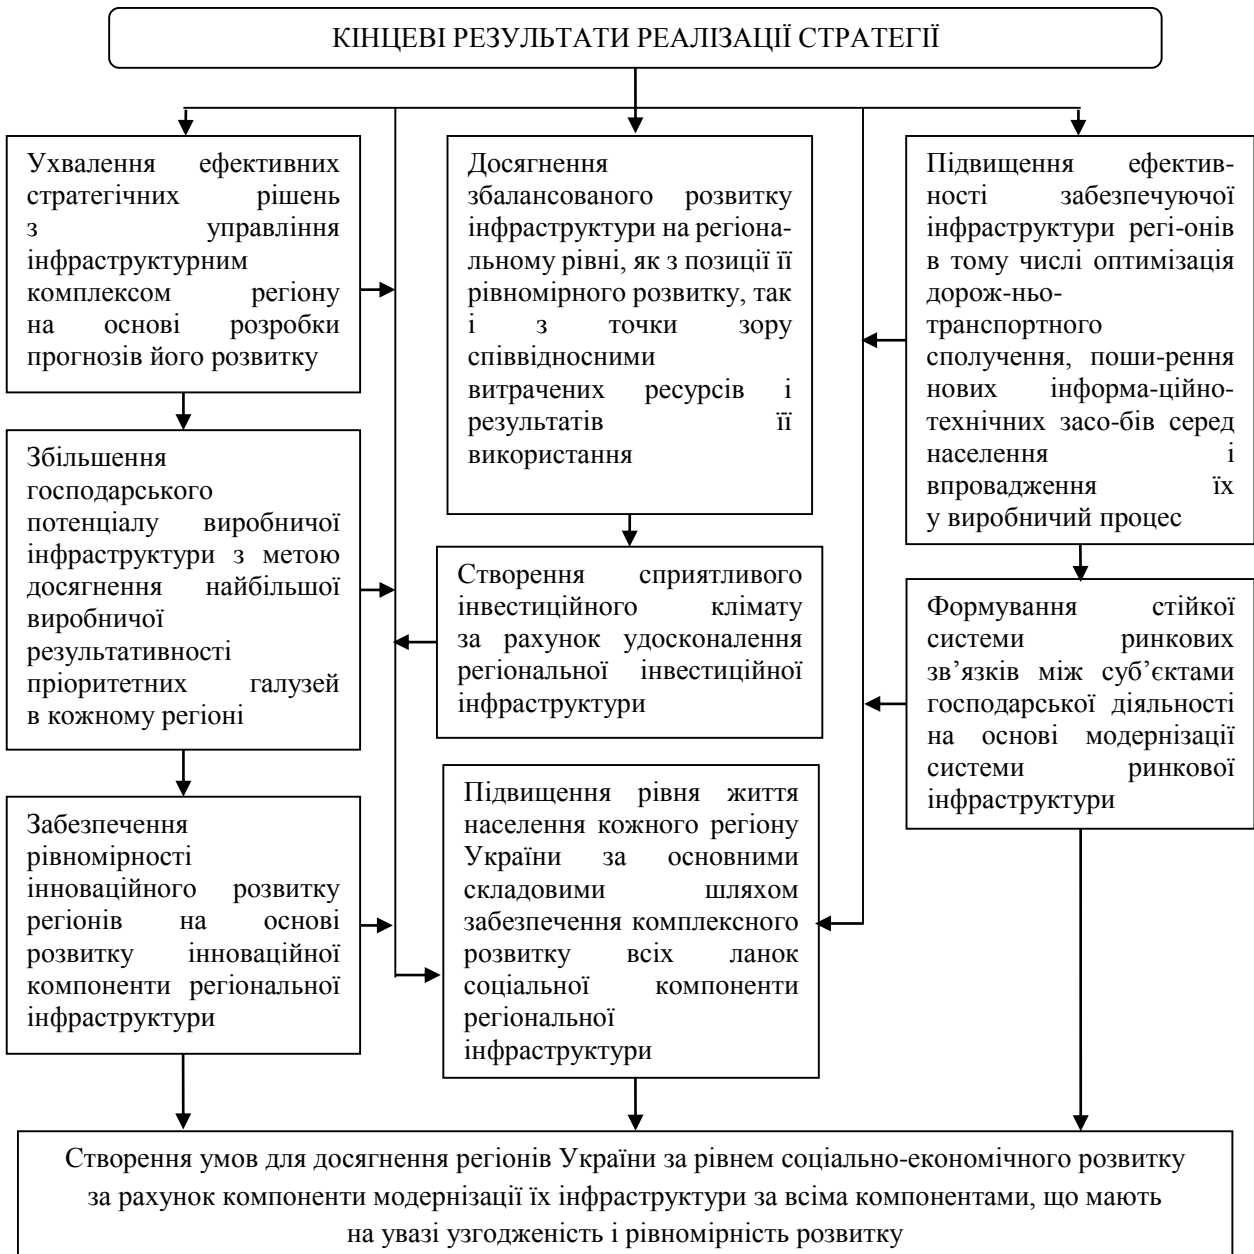 КІНЦЕВІ РЕЗУЛЬТАТИ РЕАЛІЗАЦІЇ СТРАТЕГІЇ
Ухвалення ефективних
стратегічних рішень
з управління
інфраструктурним
комплексом регіону
на основі розробки
прогнозів його розвитку
Збільшення
господарського
потенціалу виробничої
інфраструктури з метою
досягнення найбільшої
виробничої
результативності
пріоритетних галузей
в кожному регіоні
Забезпечення
рівномірності
інноваційного розвитку
регіонів на основі
розвитку інноваційної
компоненти регіональної
інфраструктури
Досягнення
збалансованого розвитку
інфраструктури на регіона-
льному рівні, як з позиції її
рівномірного розвитку, так
і з точки зору
співвідносними
витрачених ресурсів і
результатів її
використання
Створення сприятливого
інвестиційного клімату
за рахунок удосконалення
регіональної інвестиційної
інфраструктури
Підвищення рівня життя
населення кожного регіону
України за основними
складовими шляхом
забезпечення комплексного
розвитку всіх ланок
соціальної компоненти
регіональної
інфраструктури
Підвищення ефектив-
ності забезпечуючої
інфраструктури регі-онів
в тому числі оптимізація
дорож-ньо-
транспортного
сполучення, поши-рення
нових інформа-ційно-
технічних засо-бів серед
населення і
впровадження їх
у виробничий процес
Формування стійкої
системи ринкових
зв’язків між суб’єктами
господарської діяльності
на основі модернізації
системи ринкової
інфраструктури
Створення умов для досягнення регіонів України за рівнем соціально-економічного розвитку
за рахунок компоненти модернізації їх інфраструктури за всіма компонентами, що мають
на увазі узгодженість і рівномірність розвитку